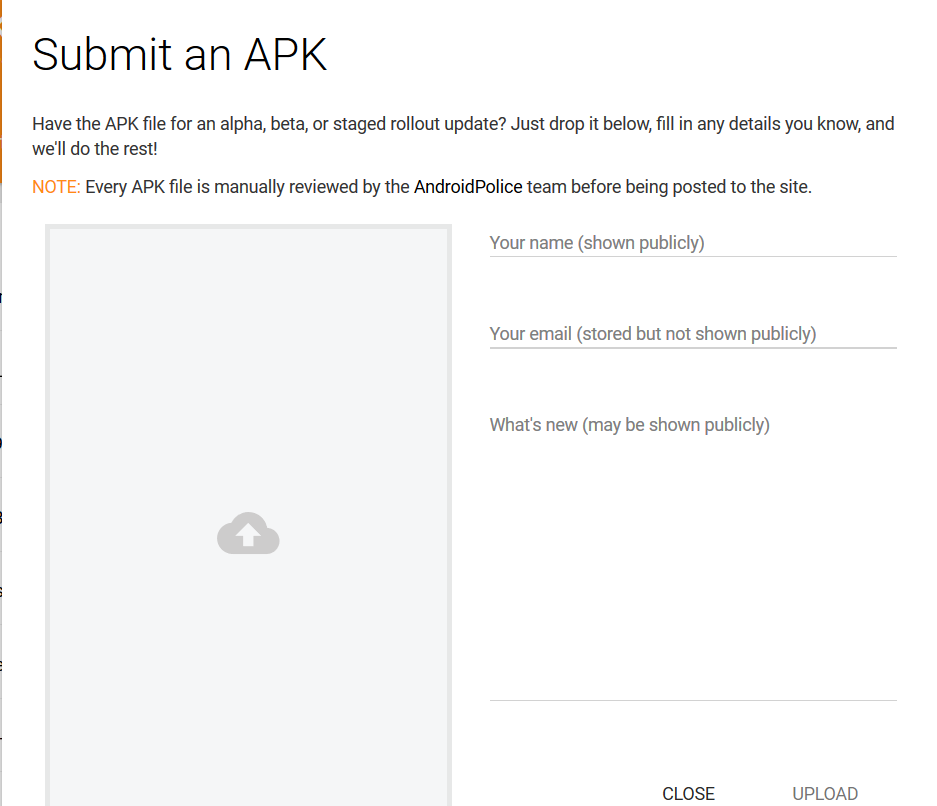 Submit an APK
Have the APK file for an alpha, beta, or staged rollout update? Just drop it below, fill in any details you know, and
we'll do the rest!
NOTE: Every APK file is manually reviewed by the AndroidPolice team before being posted to the site.
Your name (shown publicly)
Your email (stored but not shown publicly)
What's new (may be shown publicly)
CLOSE UPLOAD